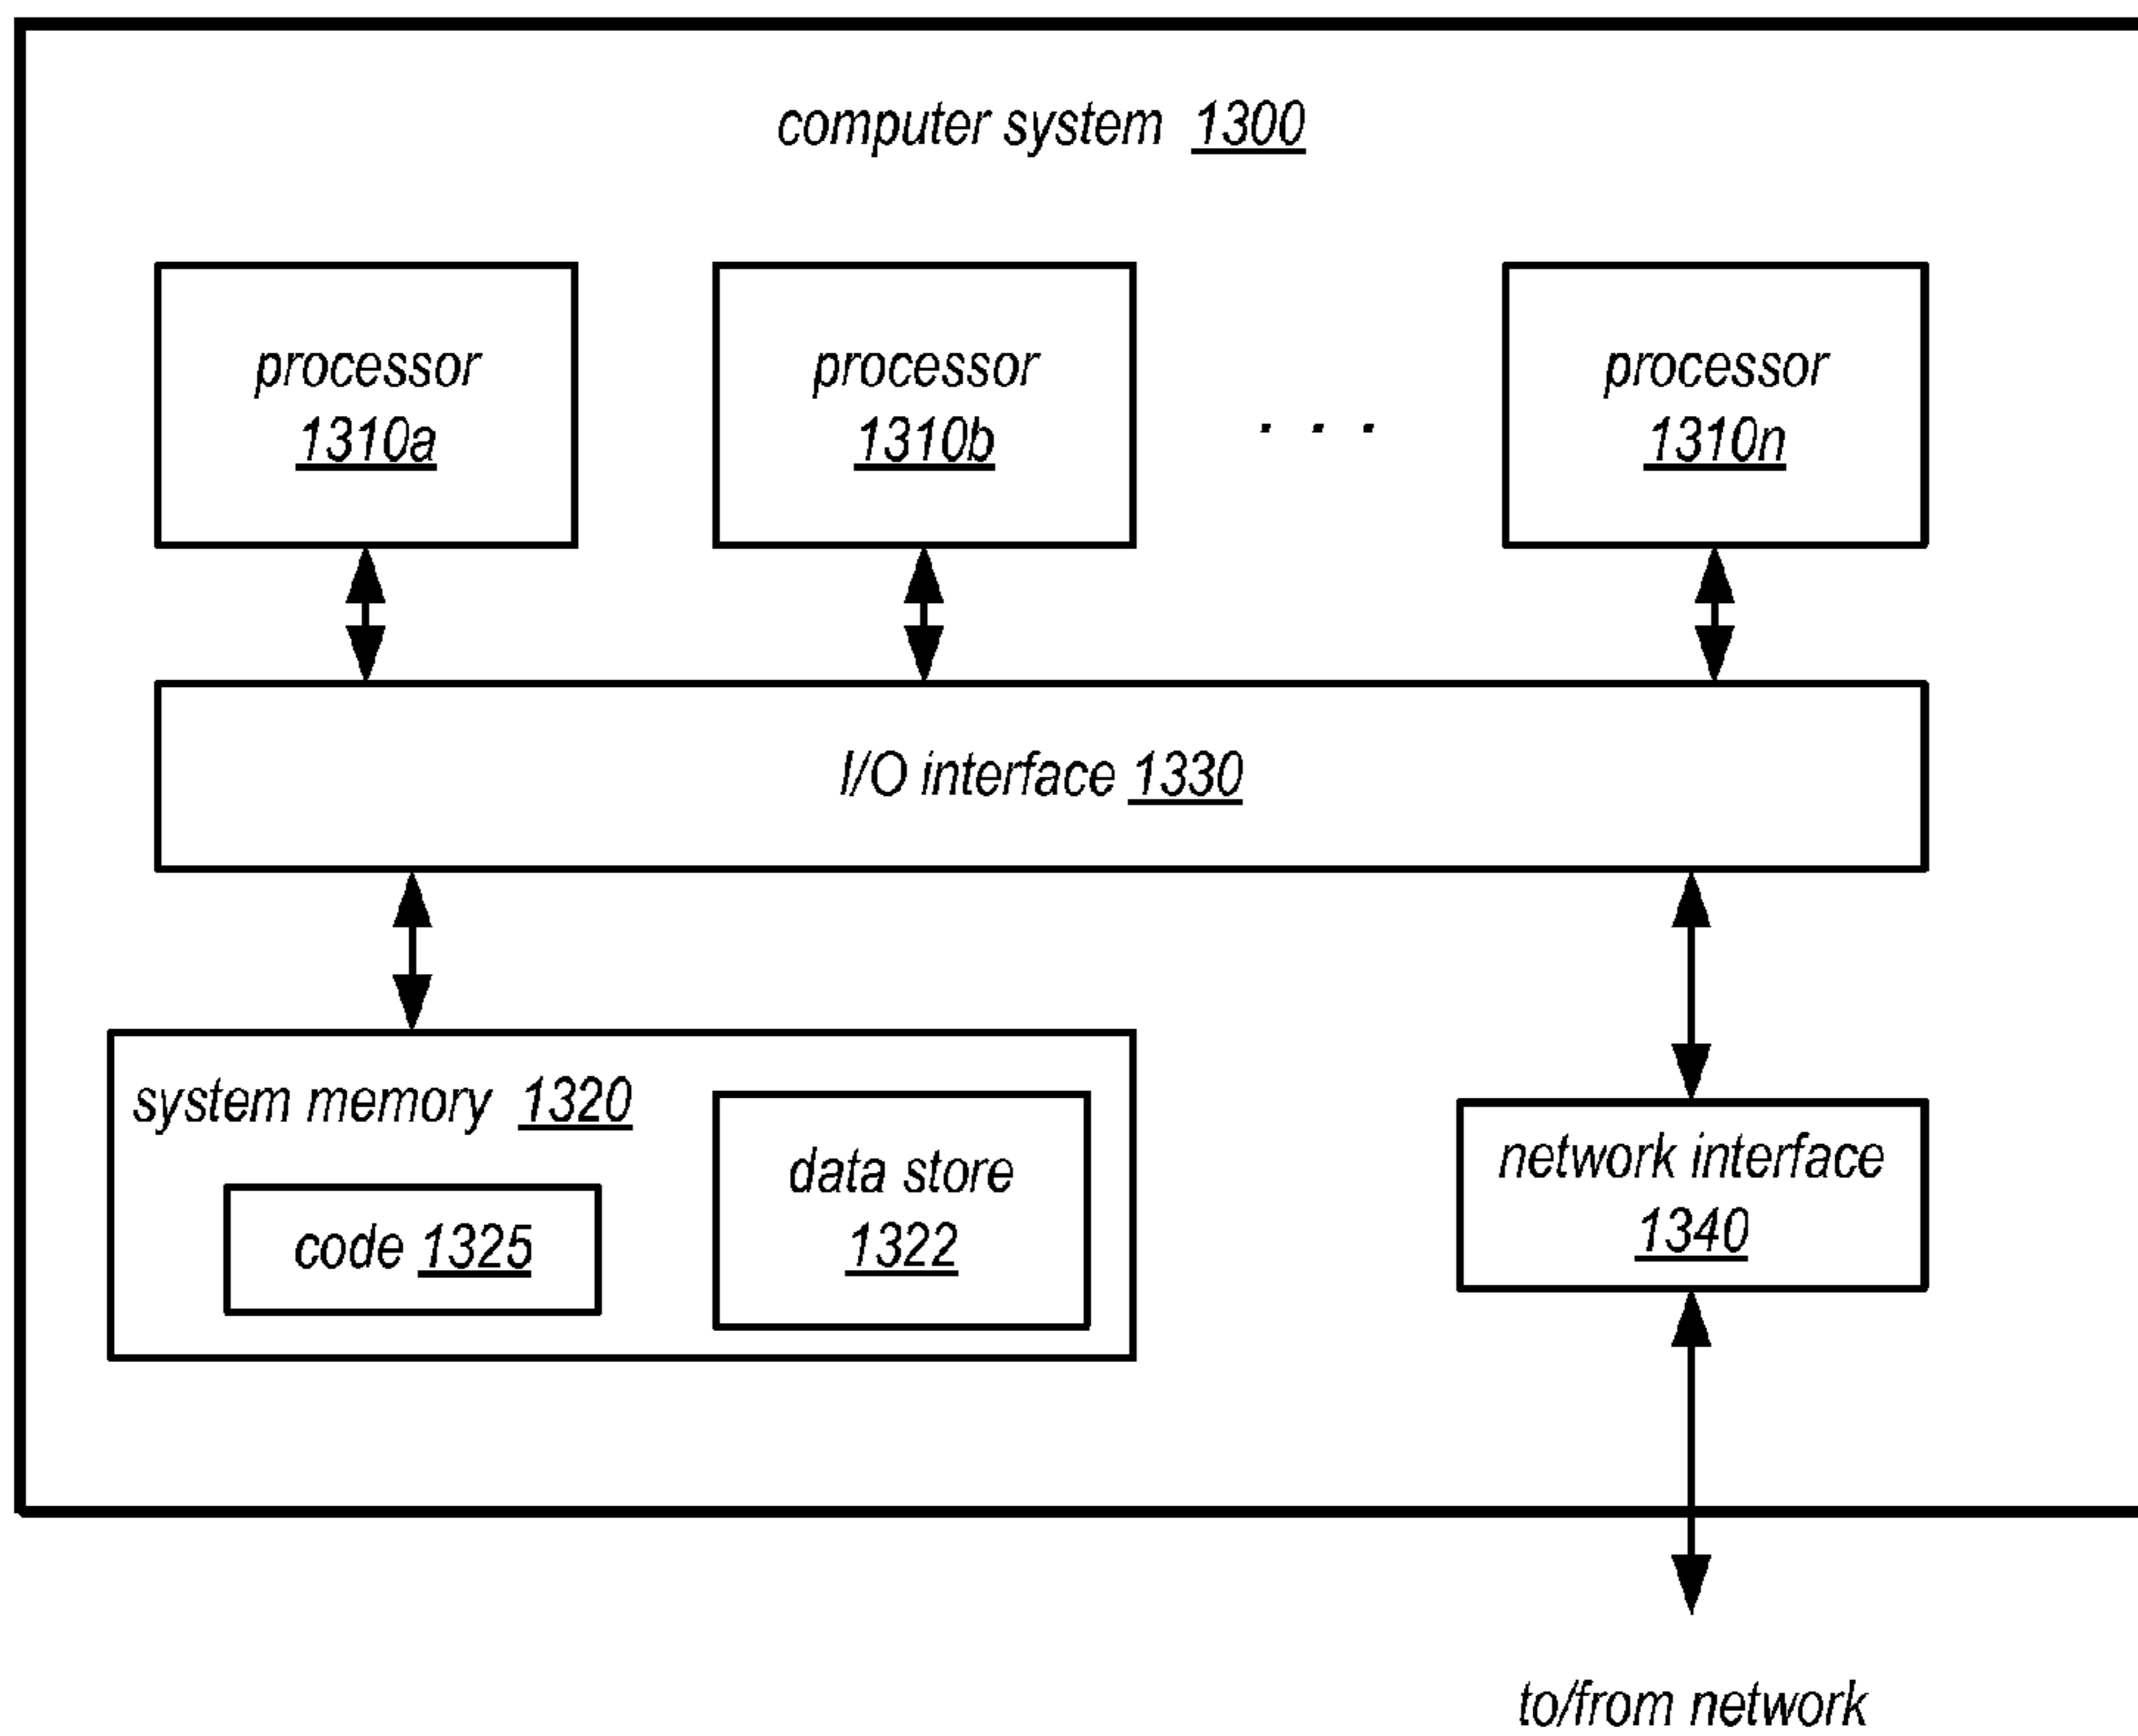 computer system 1300
processor
1310a
processor
1310b
. . .
processor
1310n
I/O interface 1330
system memory 1320
code 1325
data store
1322
network interface
1340
to/from network